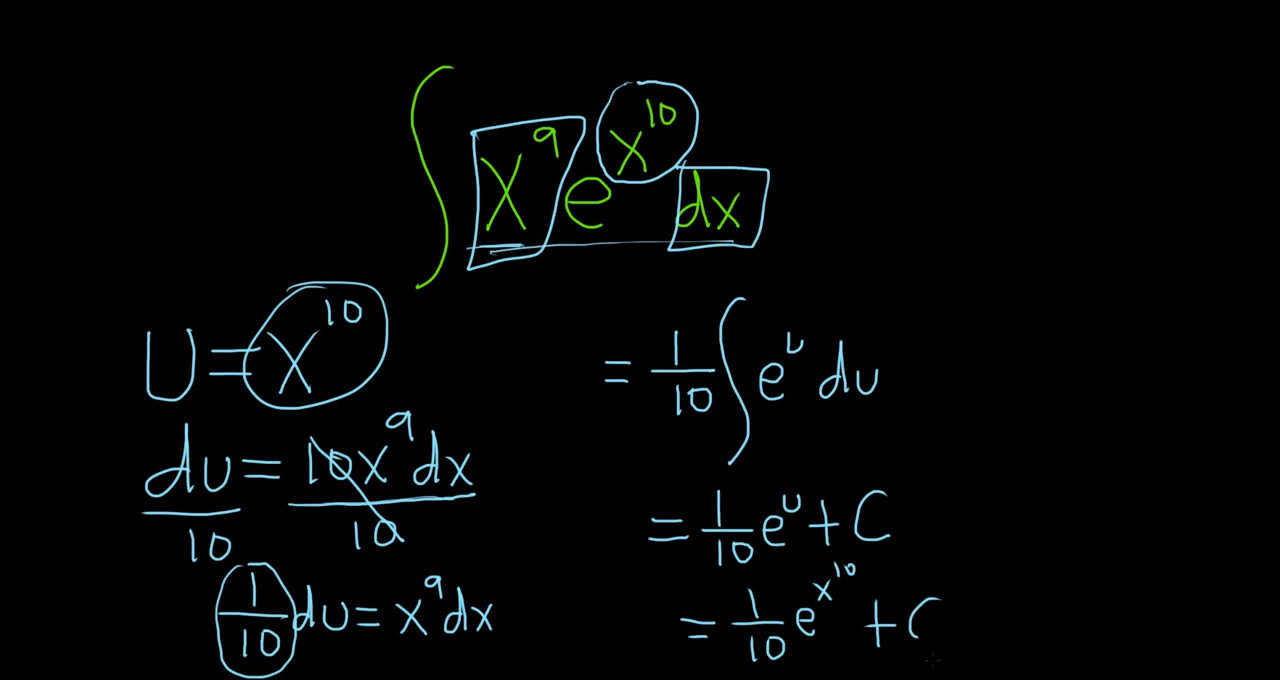 ∫ x⁹ e^(x¹⁰) dx
U = x¹⁰
du/10 = 10x⁹dx/10
1/10 du = x⁹dx
= 1/10 ∫ e^u du
= 1/10 e^u + C
= 1/10 e^(x¹⁰) + C